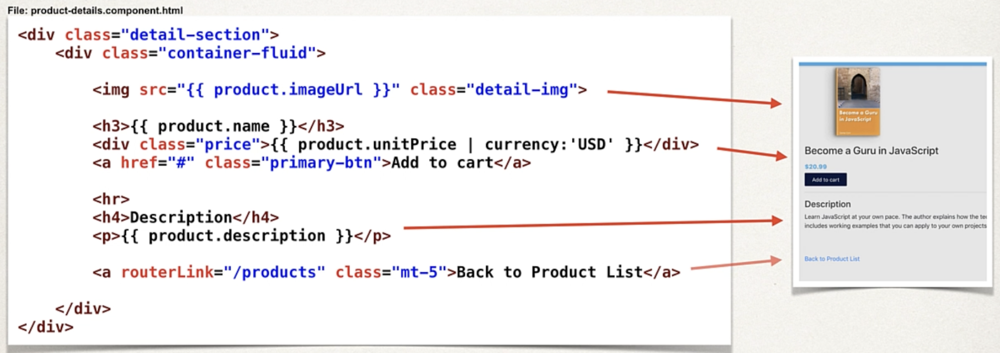 File: product-details.component.html
<div class="detail-section">
<div class="container-fluid">
<img src="{{ product.imageUrl }}" class="detail-img">
<h3>{{ product.name }}</h3>
<div class="price">{{ product.unitPrice | currency:'USD' }}</div>
<a href="#" class="primary-btn">Add to cart</a>
<hr>
<h4>Description</h4>
<p>{{ product.description }}</p>
<a routerLink="/products" class="mt-5">Back to Product List</a>
</div>
</div>
Become a Guru
in JavaScript
Become a Guru in JavaScript
$20.99
Add to cart
Description
Learn JavaScript at your own pace. The author explains how the
includes working examples that you can apply to your own projects
Back to Product List